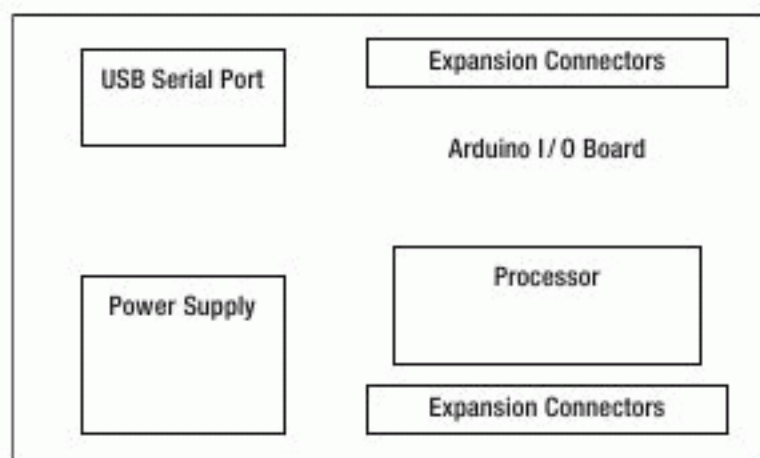 USB Serial Port
Expansion Connectors
Arduino I/O Board
Processor
Power Supply
Expansion Connectors